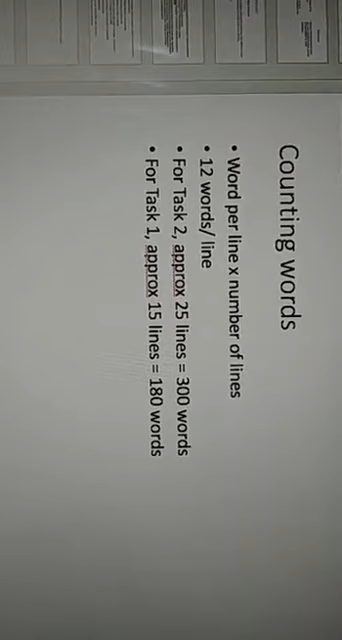 Counting words
• Word per line x number of lines
• 12 words/ line
• For Task 2, approx 25 lines = 300 words
• For Task 1, approx 15 lines = 180 words